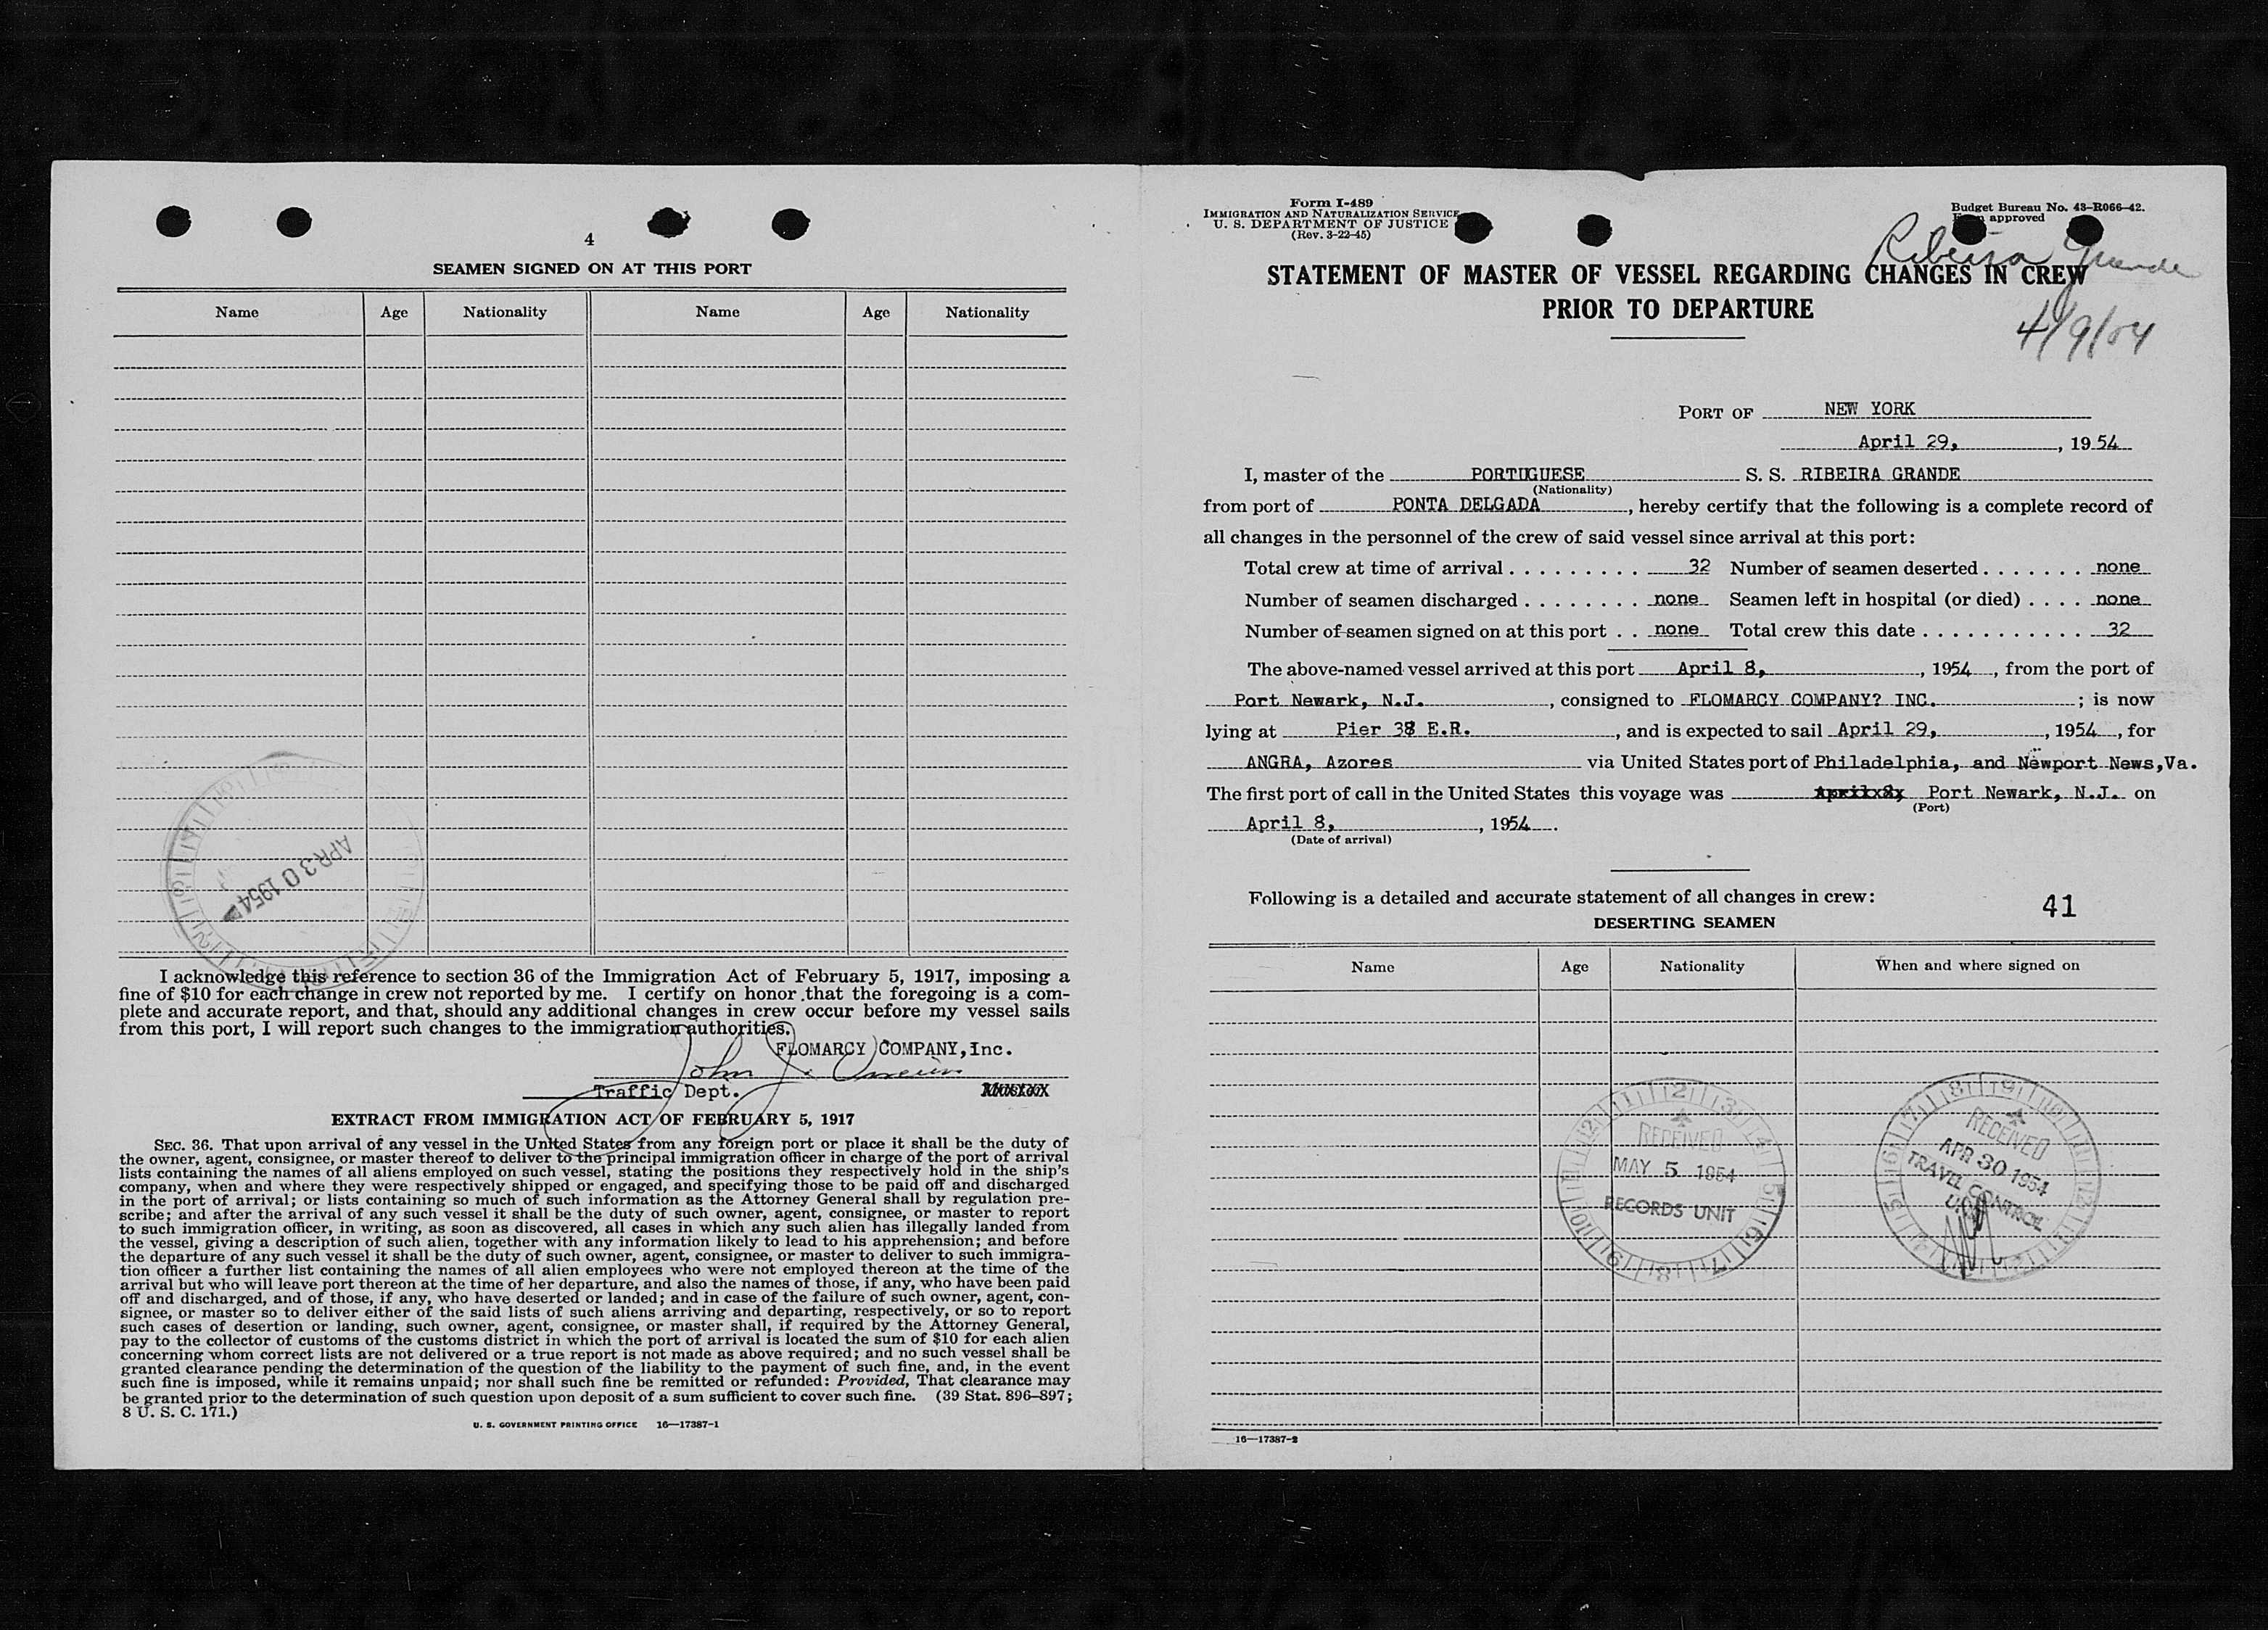 4
SEAMEN SIGNED ON AT THIS PORT
Name Age Nationality Name Age Nationality
APR 30 1954
I acknowledge this reference to section 36 of the Immigration Act of February 5, 1917, imposing a
fine of $10 for each change in crew not reported by me. I certify on honor that the foregoing is a com-
plete and accurate report, and that, should any additional changes in crew occur before my vessel sails
from this port, I will report such changes to the immigration authorities.
FLOMARCY COMPANY, Inc.
John J.
Traffic Dept.
EXTRACT FROM IMMIGRATION ACT OF FEBRUARY 5, 1917
SEC. 36. That upon arrival of any vessel in the United States from any foreign port or place it shall be the duty of
the owner, agent, consignee, or master thereof to deliver to the principal immigration officer in charge of the port of arrival
lists containing the names of all aliens employed on such vessel, stating the positions they respectively hold in the ship's
company, when and where they were respectively shipped or engaged, and specifying those to be paid off and discharged
in the port of arrival; or lists containing so much of such information as the Attorney General shall by regulation pre-
scribe; and after the arrival of any such vessel it shall be the duty of such owner, agent, consignee, or master to report
to such immigration officer, in writing, as soon as discovered, all cases in which any such alien has illegally landed from
the vessel, giving a description of such alien, together with any information likely to lead to his apprehension; and before
the departure of any such vessel it shall be the duty of such owner, agent, consignee, or master to deliver to such immigra-
tion officer a further list containing the names of all alien employees who were not employed thereon at the time of the
arrival but who will leave port thereon at the time of her departure, and also the names of those, if any, who have been paid
off and discharged, and of those, if any, who have deserted or landed; and in case of the failure of such owner, agent, con-
signee, or master so to deliver either of the said lists of such aliens arriving and departing, respectively, or so to report
such cases of desertion or landing, such owner, agent, consignee, or master shall, if required by the Attorney General,
pay to the collector of customs of the customs district in which the port of arrival is located the sum of $10 for each alien
concerning whom correct lists are not delivered or a true report is not made as above required; and no such vessel shall be
granted clearance pending the determination of the question of the liability to the payment of such fine, and, in the event
such fine is imposed, while it remains unpaid; nor shall such fine be remitted or refunded: Provided, That clearance may
be granted prior to the determination of such question upon deposit of a sum sufficient to cover such fine. (39 Stat. 896–897;
8 U. S. C. 171.)
U. S. GOVERNMENT PRINTING OFFICE 16—17387-1
Form I-489
IMMIGRATION AND NATURALIZATION SERVICE
U. S. DEPARTMENT OF JUSTICE
(Rev. 3-22-45)
Budget Bureau No. 43-R066-42.
approved
Ribeira Grande
STATEMENT OF MASTER OF VESSEL REGARDING CHANGES IN CREW
PRIOR TO DEPARTURE
4/9/54
PORT OF NEW YORK
April 29, , 1954
I, master of the PORTUGUESE S. S. RIBEIRA GRANDE
(Nationality)
from port of PONTA DELGADA , hereby certify that the following is a complete record of
all changes in the personnel of the crew of said vessel since arrival at this port:
Total crew at time of arrival . . . . . . . . . 32 Number of seamen deserted . . . . . . . none
Number of seamen discharged . . . . . . . . none Seamen left in hospital (or died) . . . . none
Number of seamen signed on at this port . . none Total crew this date . . . . . . . . . . . 32
The above-named vessel arrived at this port April 8, , 1954 , from the port of
Port Newark, N.J. , consigned to FLOMARCY COMPANY? INC. ; is now
lying at Pier 38 E.R. , and is expected to sail April 29, , 1954 , for
ANGRA, Azores via United States port of Philadelphia, and Newport News,Va.
The first port of call in the United States this voyage was Port Newark, N.J. on
(Port)
April 8, , 1954 .
(Date of arrival)
Following is a detailed and accurate statement of all changes in crew: 41
DESERTING SEAMEN
Name Age Nationality When and where signed on
RECEIVED
MAY 5 1954
RECORDS UNIT
RECEIVED
APR 30 1954
TRAVEL CONTROL
16—17387-2